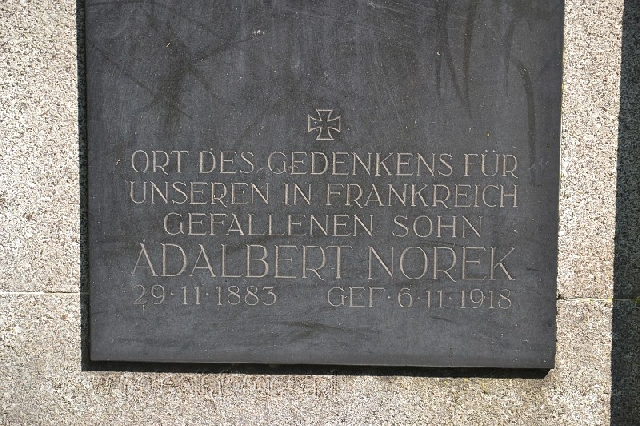 ORT DES GEDENKENS FÜR
UNSEREN IN FRANKREICH
GEFALLENEN SOHN
ADALBERT NOREK
29·11·1883 GEF·6·11·1918